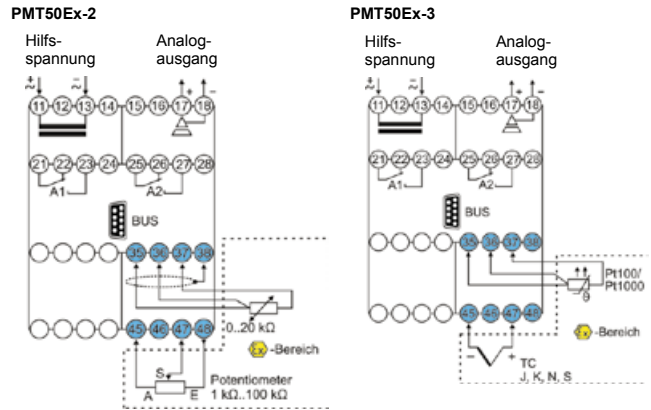 PMT50Ex-2
Hilfs-
spannung
Analog-
ausgang
+
~
−
~
+
−
11 12 13 14 15 16 17 18
21 22 23 24 25 26 27 28
A1
A2
BUS
35 36 37 38
0..20 kΩ
45 46 47 48
Ex -Bereich
S
A
E
Potentiometer
1 kΩ..100 kΩ
PMT50Ex-3
Hilfs-
spannung
Analog-
ausgang
+
~
−
~
+
−
11 12 13 14 15 16 17 18
21 22 23 24 25 26 27 28
A1
A2
BUS
35 36 37 38
Pt100/
Pt1000
ϑ
45 46 47 48
Ex -Bereich
−
+
TC
J, K, N, S